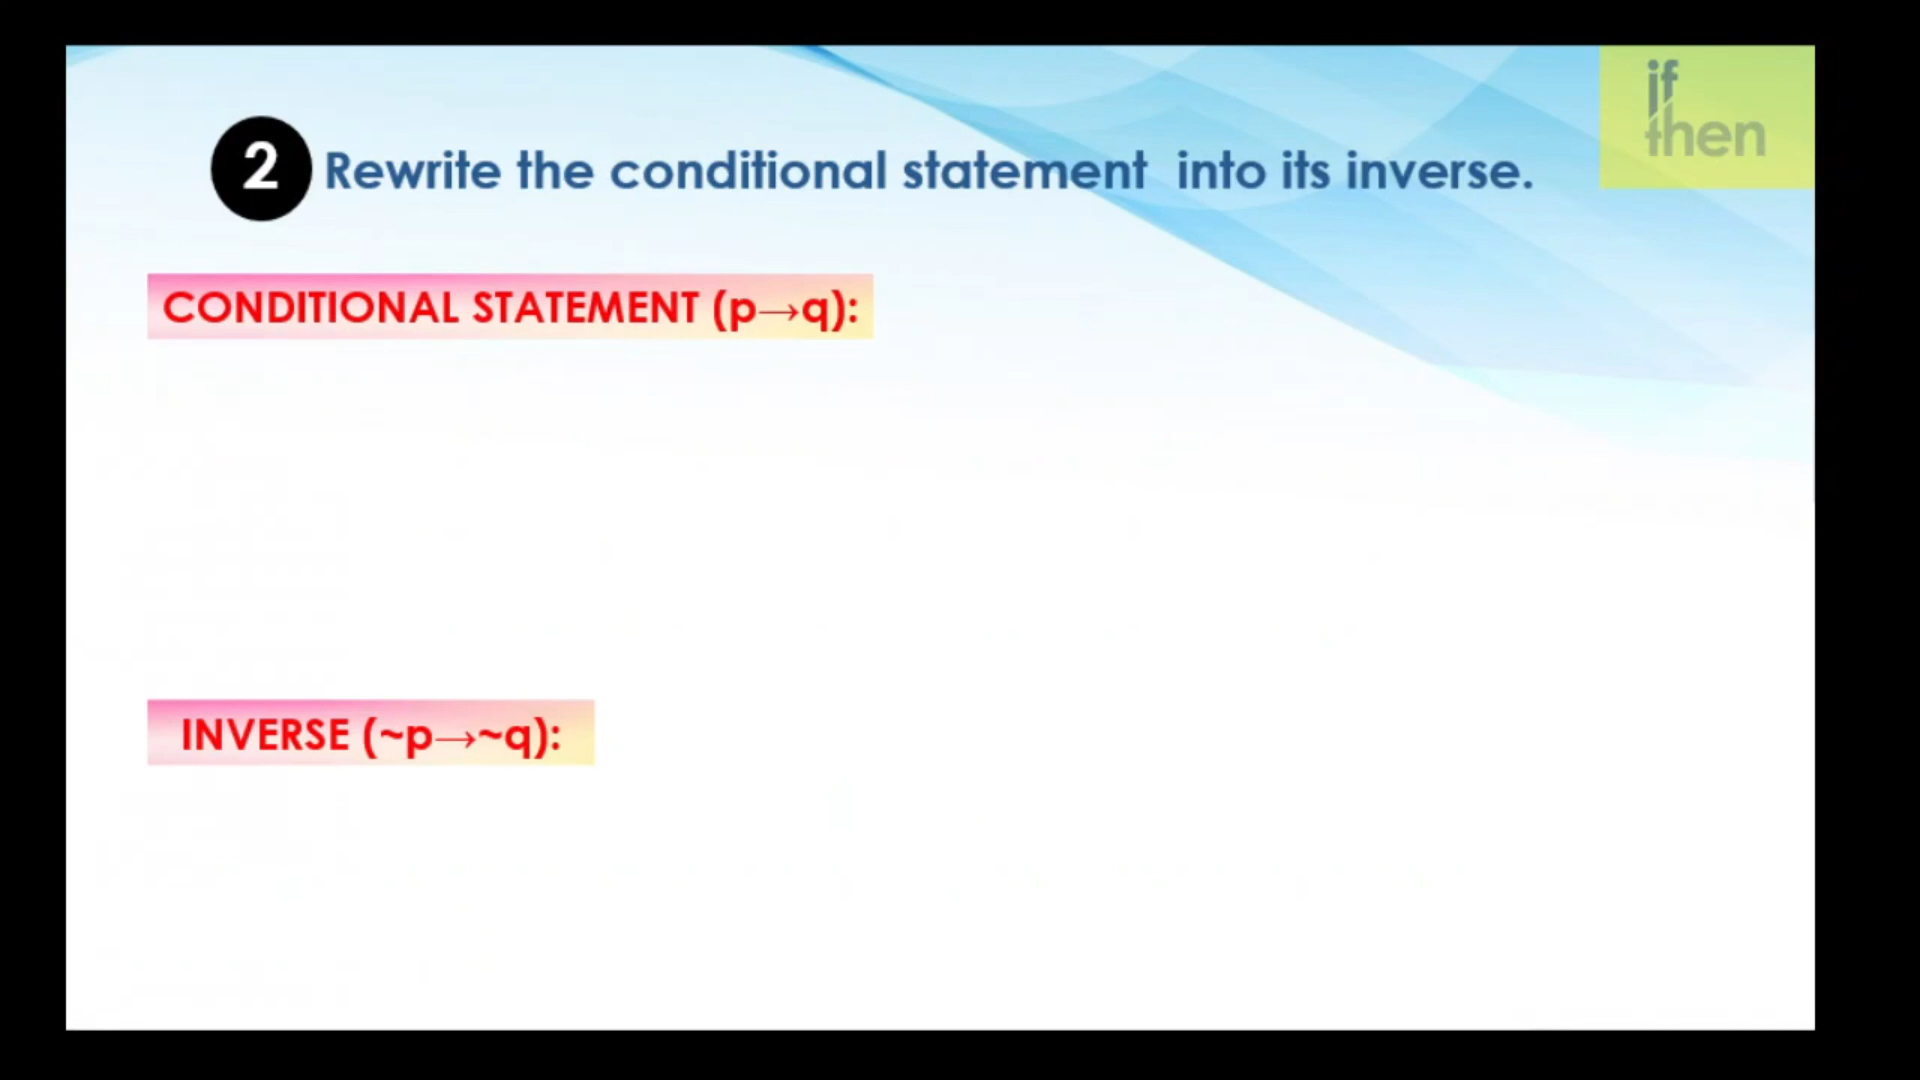 if
then
2 Rewrite the conditional statement into its inverse.
CONDITIONAL STATEMENT (p→q):
INVERSE (~p→~q):